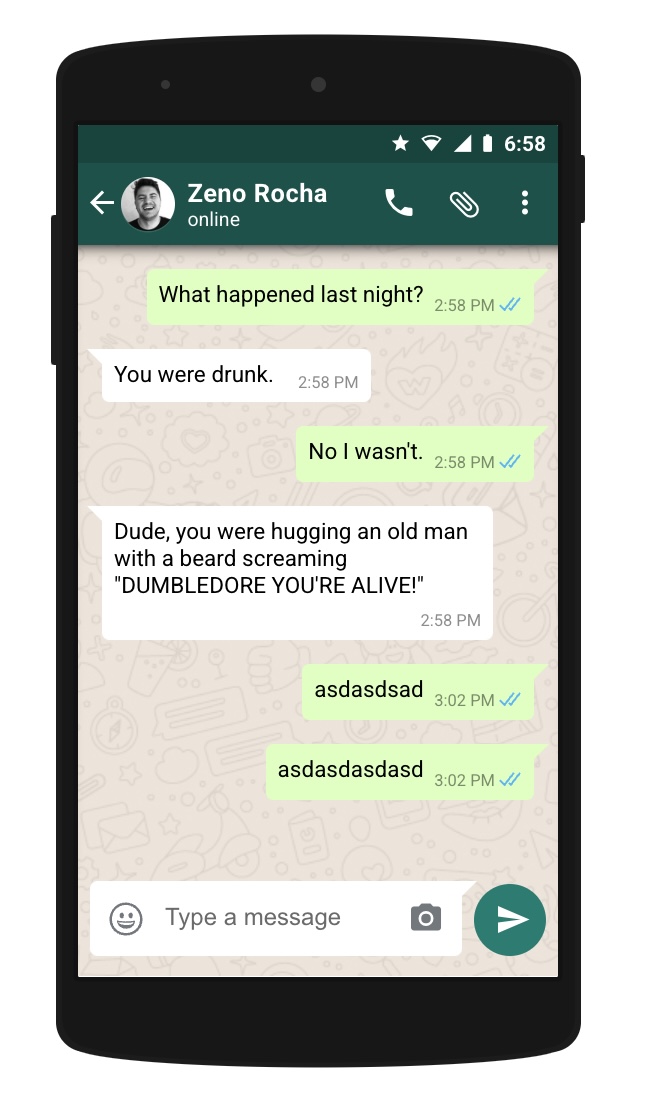 6:58
Zeno Rocha
online
What happened last night? 2:58 PM
You were drunk. 2:58 PM
No I wasn't. 2:58 PM
Dude, you were hugging an old man
with a beard screaming
"DUMBLEDORE YOU'RE ALIVE!"
2:58 PM
asdasdsad 3:02 PM
asdasdasdasd 3:02 PM
Type a message